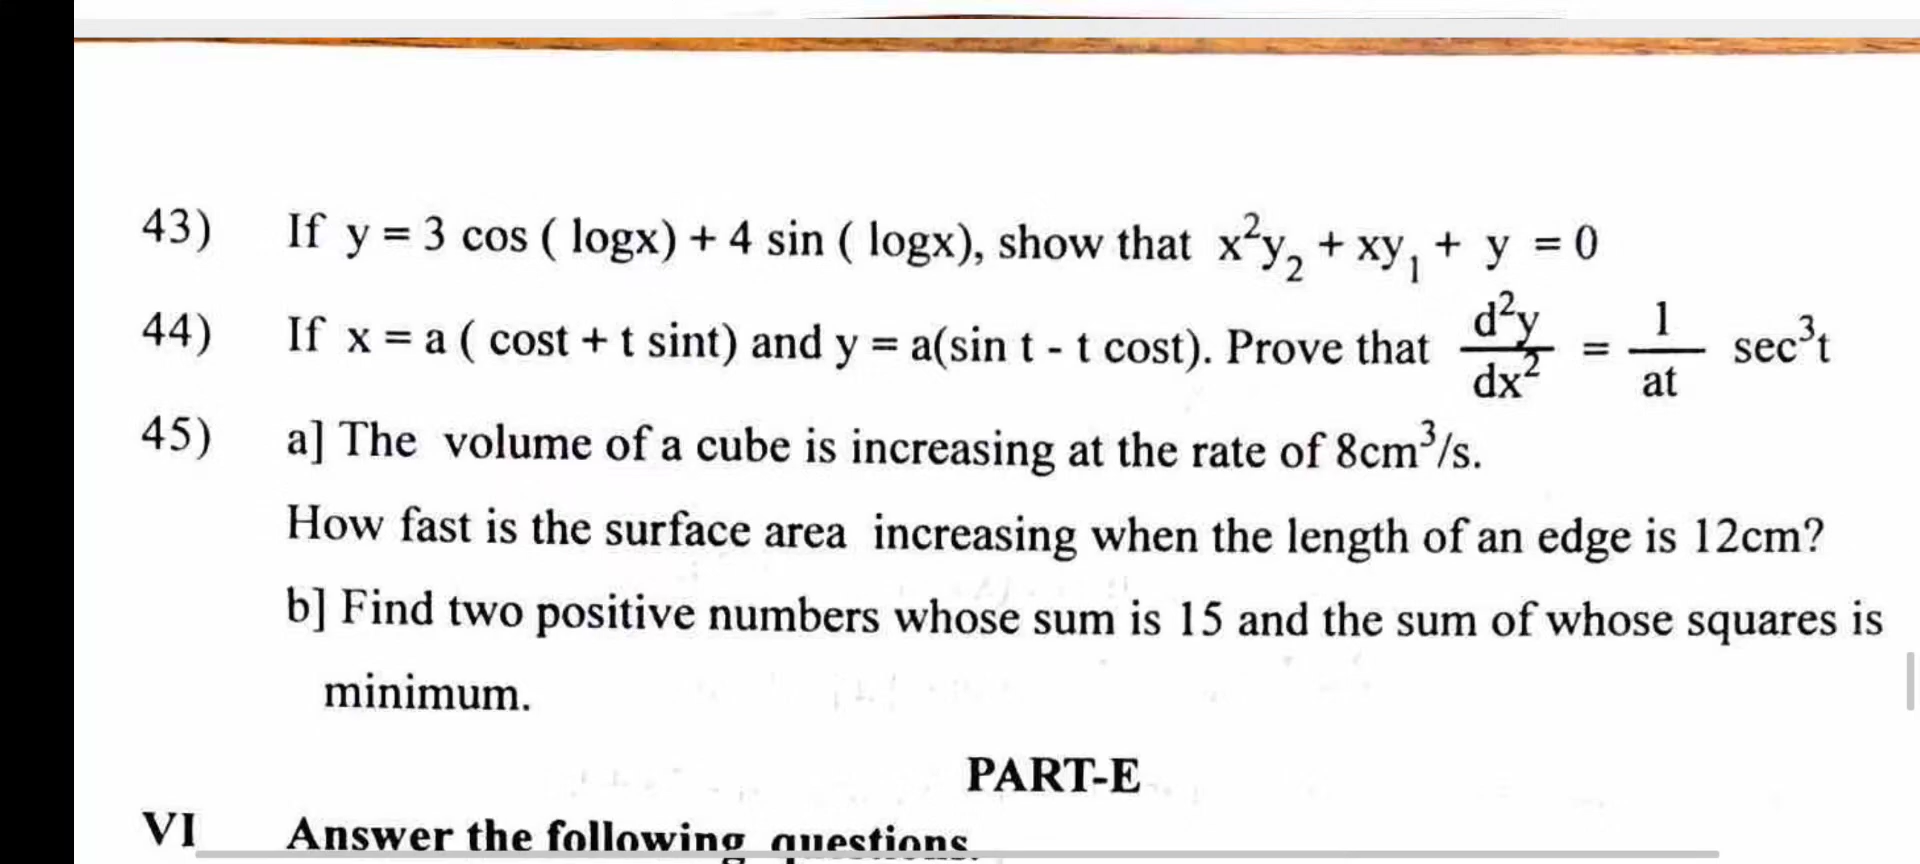 43) If y = 3 cos ( logx) + 4 sin ( logx), show that x²y₂ + xy₁ + y = 0
44) If x = a ( cost + t sint) and y = a(sin t - t cost). Prove that d²y/dx² = 1/at sec³t
45) a] The volume of a cube is increasing at the rate of 8cm³/s.
How fast is the surface area increasing when the length of an edge is 12cm?
b] Find two positive numbers whose sum is 15 and the sum of whose squares is
minimum.
PART-E
VI Answer the following questions.